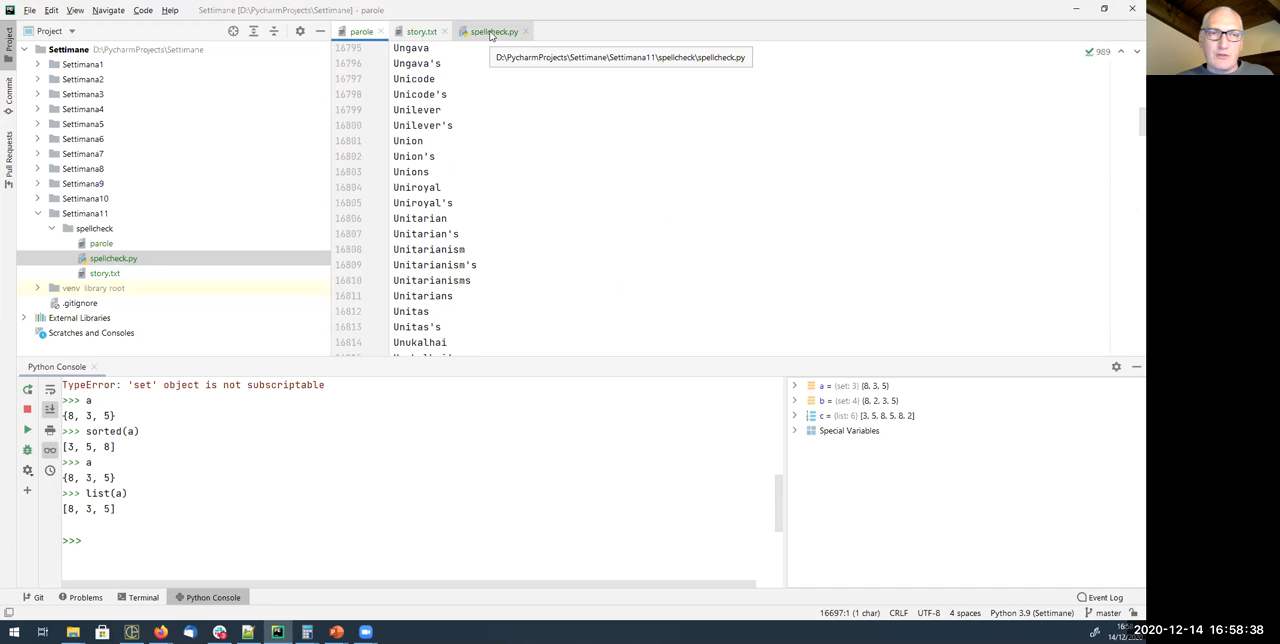 File Edit View Navigate Code Help Settimane [D:\PycharmProjects\Settimane] - parole
Project
parole story.txt spellcheck.py
D:\PycharmProjects\Settimane\Settimana11\spellcheck\spellcheck.py
989
Project
Commit
Pull Requests
Settimane D:\PycharmProjects\Settimane
Settimana1
Settimana2
Settimana3
Settimana4
Settimana5
Settimana6
Settimana7
Settimana8
Settimana9
Settimana10
Settimana11
spellcheck
parole
spellcheck.py
story.txt
venv library root
.gitignore
External Libraries
Scratches and Consoles
16795 Ungava
16796 Ungava's
16797 Unicode
16798 Unicode's
16799 Unilever
16800 Unilever's
16801 Union
16802 Union's
16803 Unions
16804 Uniroyal
16805 Uniroyal's
16806 Unitarian
16807 Unitarian's
16808 Unitarianism
16809 Unitarianism's
16810 Unitarianisms
16811 Unitarians
16812 Unitas
16813 Unitas's
16814 Unukalhai
Python Console
TypeError: 'set' object is not subscriptable
>>> a
{8, 3, 5}
>>> sorted(a)
[3, 5, 8]
>>> a
{8, 3, 5}
>>> list(a)
[8, 3, 5]
>>>
a = {set: 3} {8, 3, 5}
b = {set: 4} {8, 2, 3, 5}
c = {list: 6} [3, 5, 8, 5, 8, 2]
Special Variables
Git Problems Terminal Python Console Event Log
16697:1 (1 char) CRLF UTF-8 4 spaces Python 3.9 (Settimane) master
2020-12-14 16:58:38